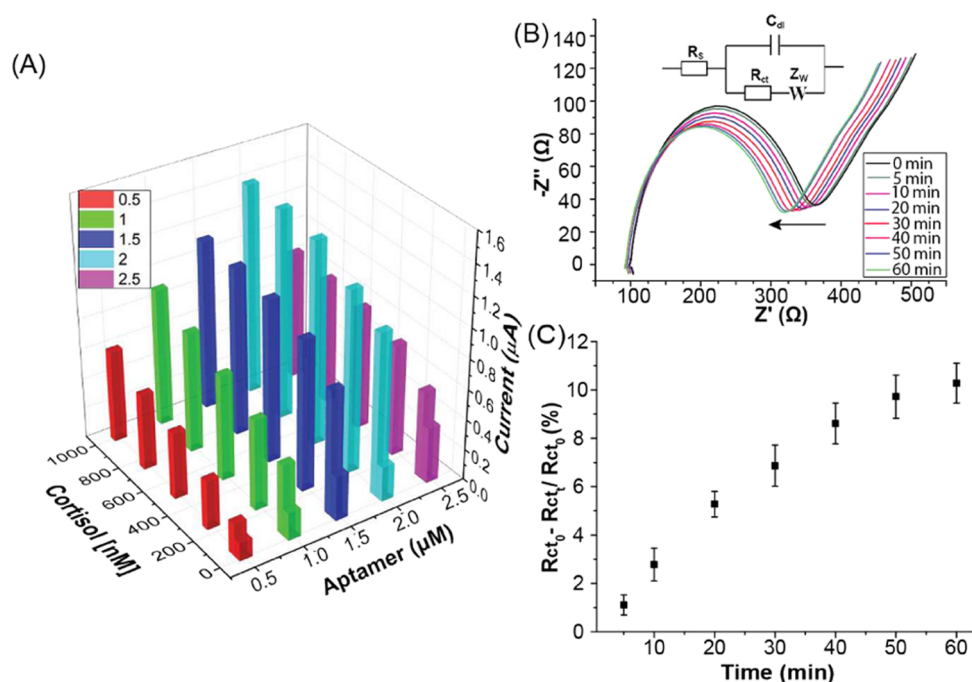 (A)
0.5
1
1.5
2
2.5
1000
800
600
400
200
0
Cortisol [nM]
0.5
1.0
1.5
2.0
2.5
Aptamer (µM)
0.0
0.2
0.4
0.6
0.8
1.0
1.2
1.4
1.6
Current (µA)
(B)
140
120
100
80
60
40
20
0
-Z'' (Ω)
Rs
Cdl
Rct
Zw
W
0 min
5 min
10 min
20 min
30 min
40 min
50 min
60 min
100 200 300 400 500
Z' (Ω)
(C)
12
10
8
6
4
2
0
Rct0- Rctt/ Rct0 (%)
10 20 30 40 50 60
Time (min)